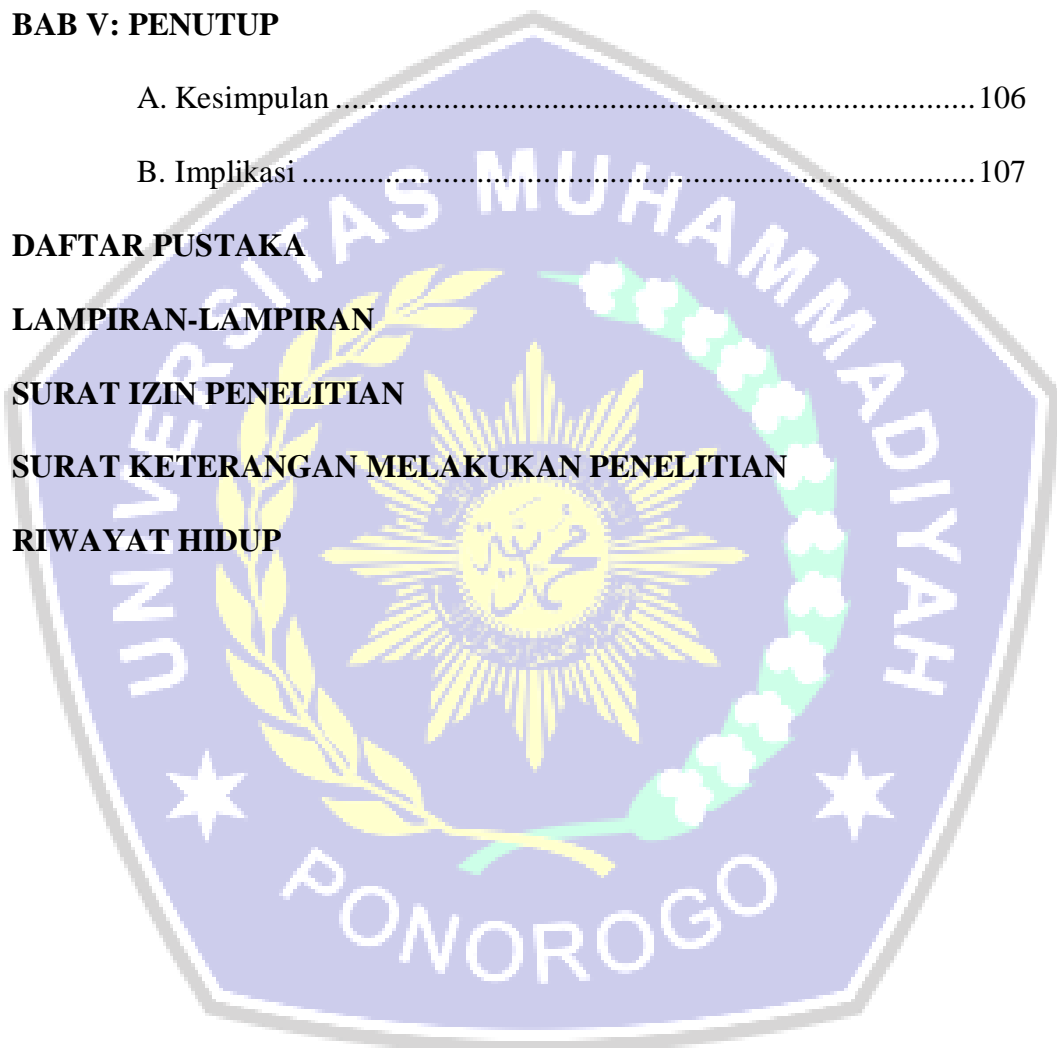 BAB V: PENUTUP
A. Kesimpulan ................................................................................ 106
B. Implikasi .................................................................................... 107
DAFTAR PUSTAKA
LAMPIRAN-LAMPIRAN
SURAT IZIN PENELITIAN
SURAT KETERANGAN MELAKUKAN PENELITIAN
RIWAYAT HIDUP
UNIVERSITAS MUHAMMADIYAH
PONOROGO